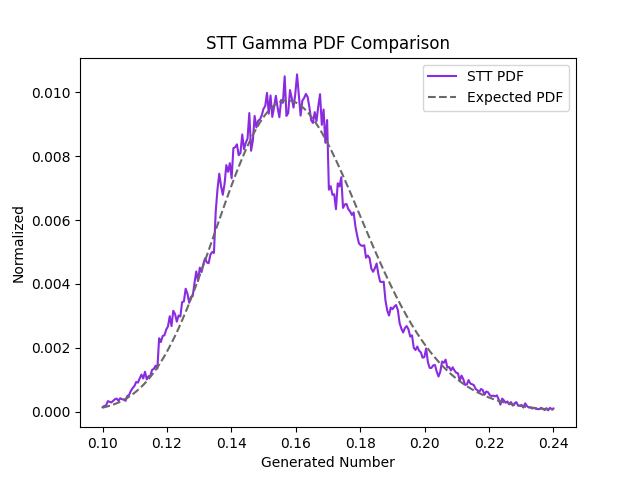 STT Gamma PDF Comparison
STT PDF
Expected PDF
Normalized
0.010
0.008
0.006
0.004
0.002
0.000
0.10 0.12 0.14 0.16 0.18 0.20 0.22 0.24
Generated Number